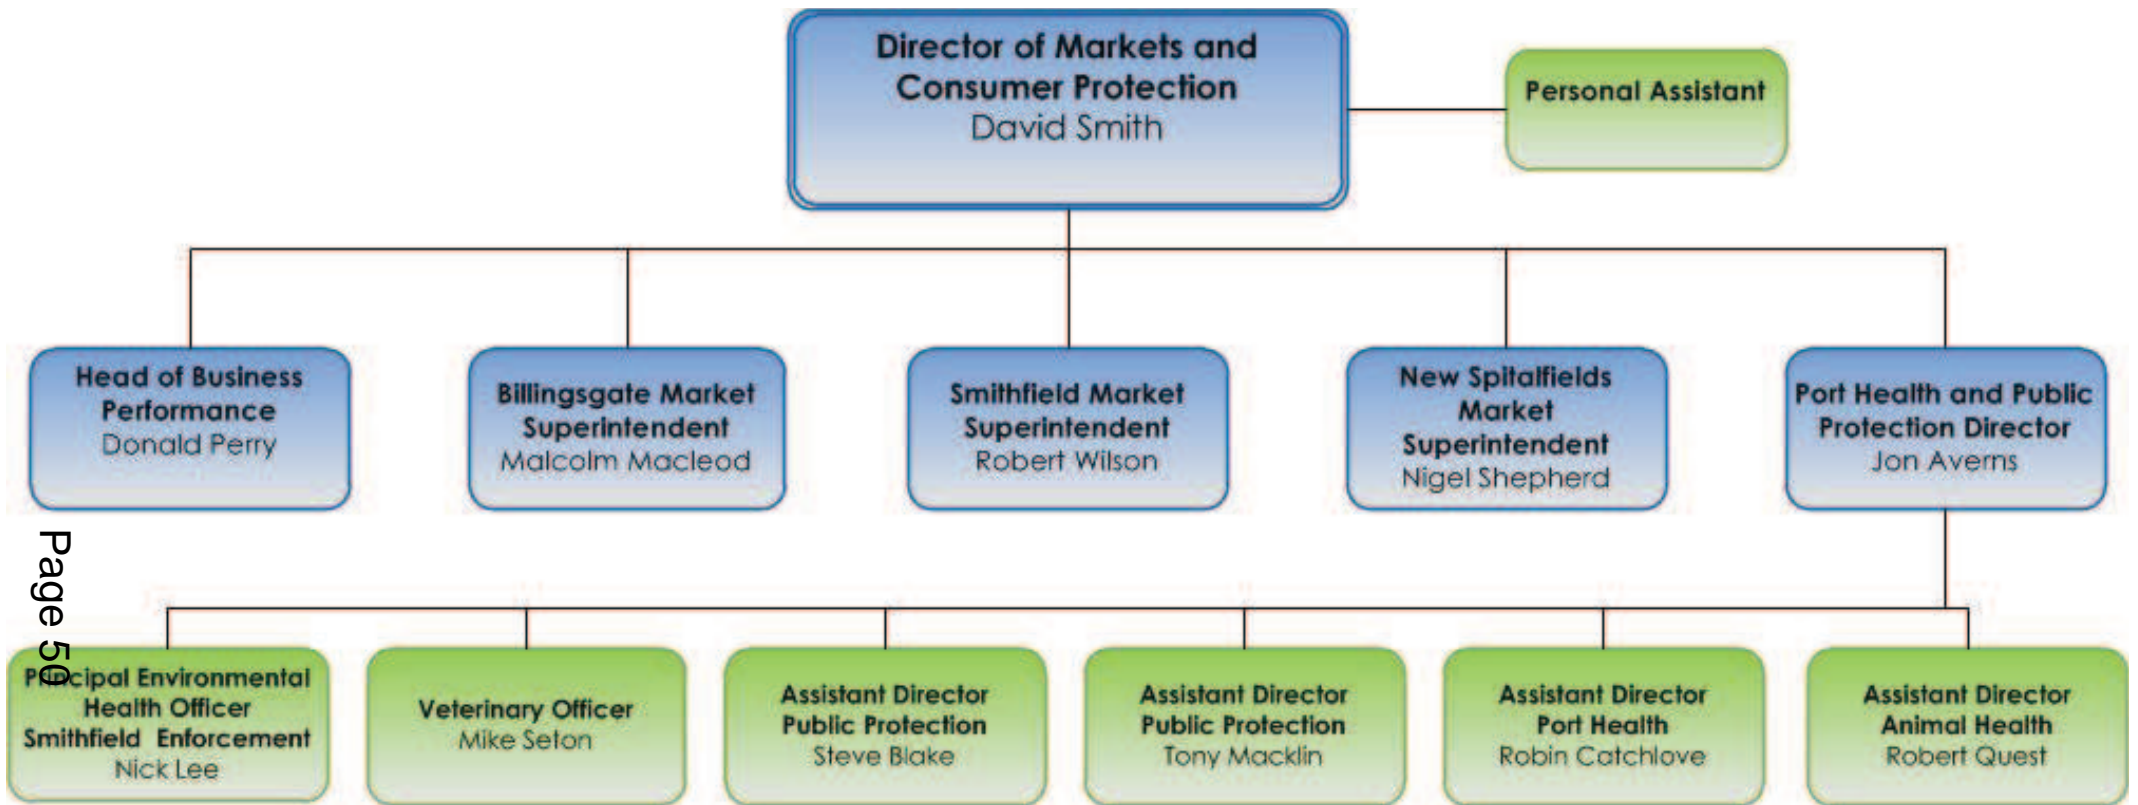 Director of Markets and
Consumer Protection
David Smith
Personal Assistant
Head of Business
Performance
Donald Perry
Billingsgate Market
Superintendent
Malcolm Macleod
Smithfield Market
Superintendent
Robert Wilson
New Spitalfields
Market
Superintendent
Nigel Shepherd
Port Health and Public
Protection Director
Jon Averns
Page 50
Principal Environmental
Health Officer
Smithfield Enforcement
Nick Lee
Veterinary Officer
Mike Seton
Assistant Director
Public Protection
Steve Blake
Assistant Director
Public Protection
Tony Macklin
Assistant Director
Port Health
Robin Catchlove
Assistant Director
Animal Health
Robert Quest